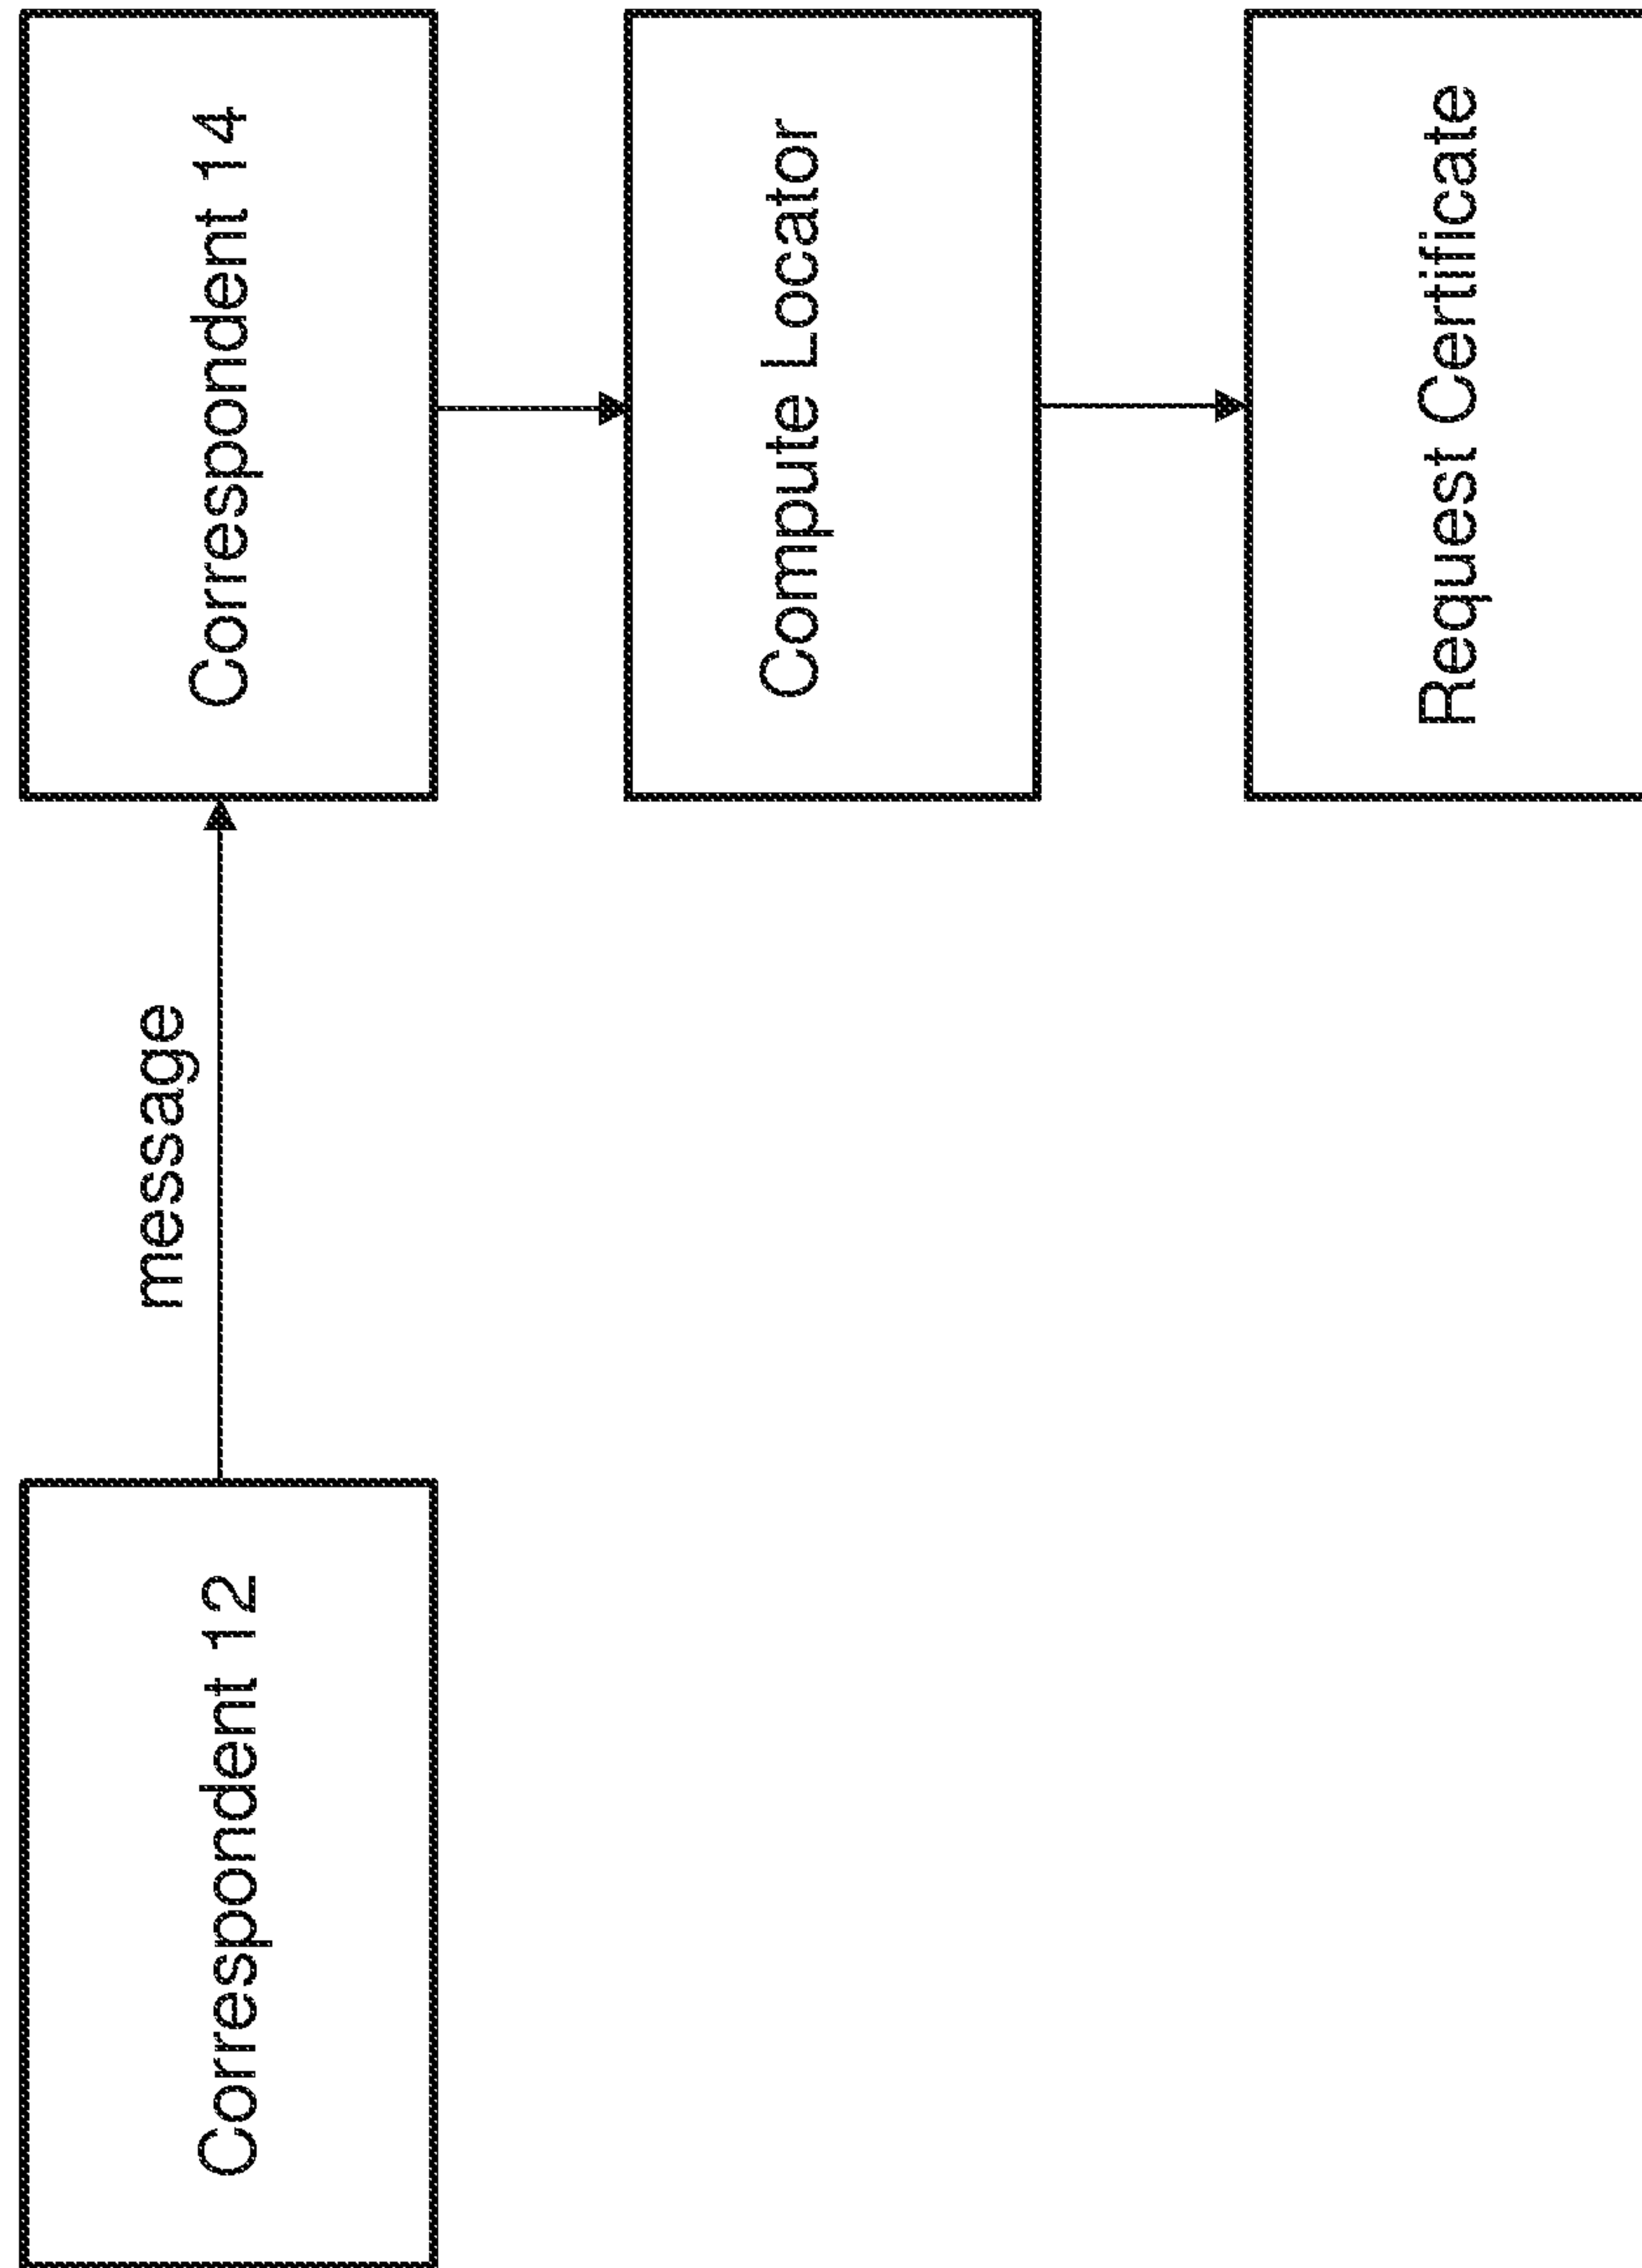 Correspondent 12
message
Correspondent 14
Compute Locator
Request Certificate